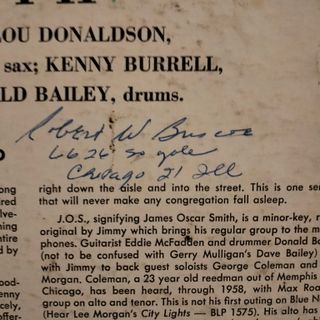 LOU DONALDSON,
sax; KENNY BURRELL,
LD BAILEY, drums.
Robert W Briscoe
6626 So
Chicago 21 Ill
right down the aisle and into the street. This is one ser
that will never make any congregation fall asleep.
J.O.S., signifying James Oscar Smith, is a minor-key, r
original by Jimmy which brings his regular group to the m
phones. Guitarist Eddie McFadden and drummer Donald Ba
(not to be confused with Gerry Mulligan's Dave Bailey)
with Jimmy to back guest soloists George Coleman and
Morgan. Coleman, a 23 year old reedman out of Memphis
Chicago, has been heard, through 1958, with Max Roa
group on alto and tenor. This is not his first outing on Blue N
(Hear Lee Morgan's City Lights — BLP 1575). His alto has